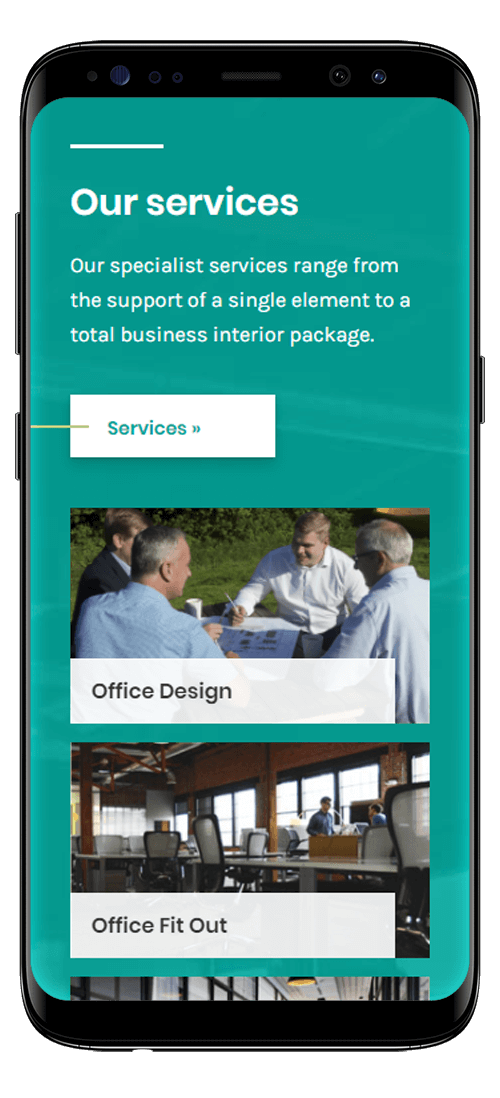 Our services
Our specialist services range from
the support of a single element to a
total business interior package.
Services »
Office Design
Office Fit Out